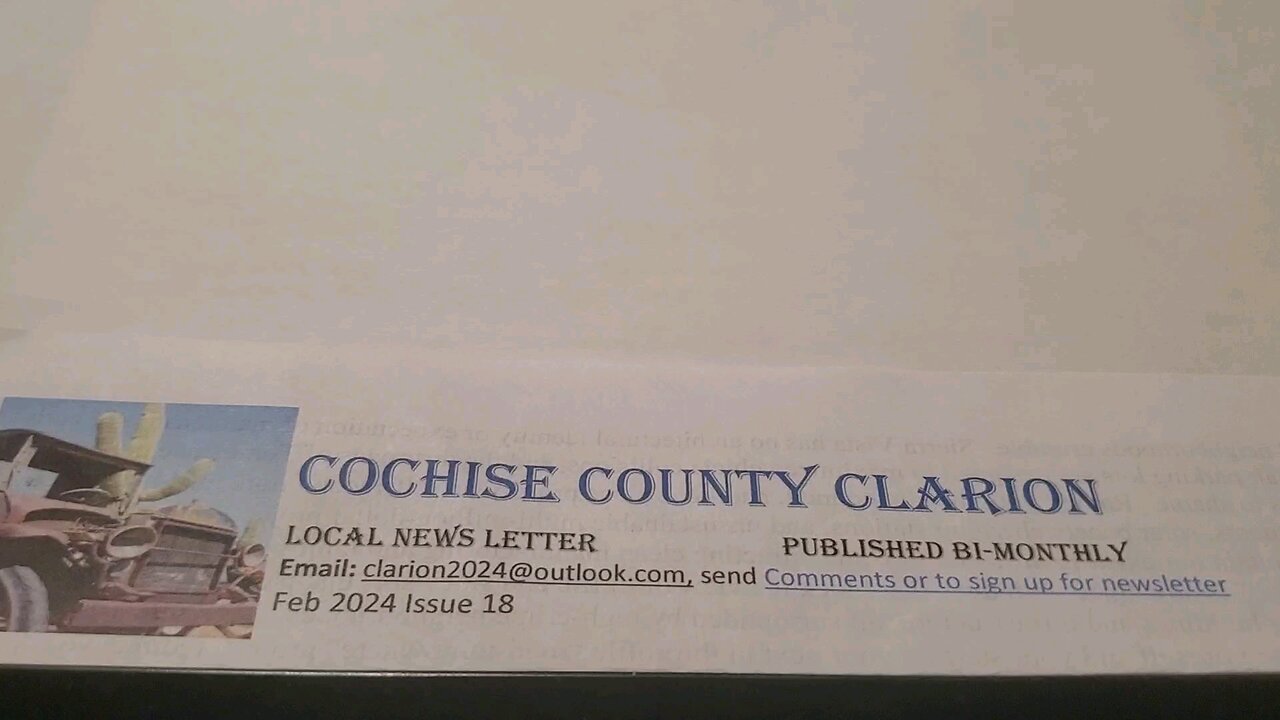 COCHISE COUNTY CLARION
LOCAL NEWS LETTER PUBLISHED BI-MONTHLY
Email: clarion2024@outlook.com, send Comments or to sign up for newsletter
Feb 2024 Issue 18